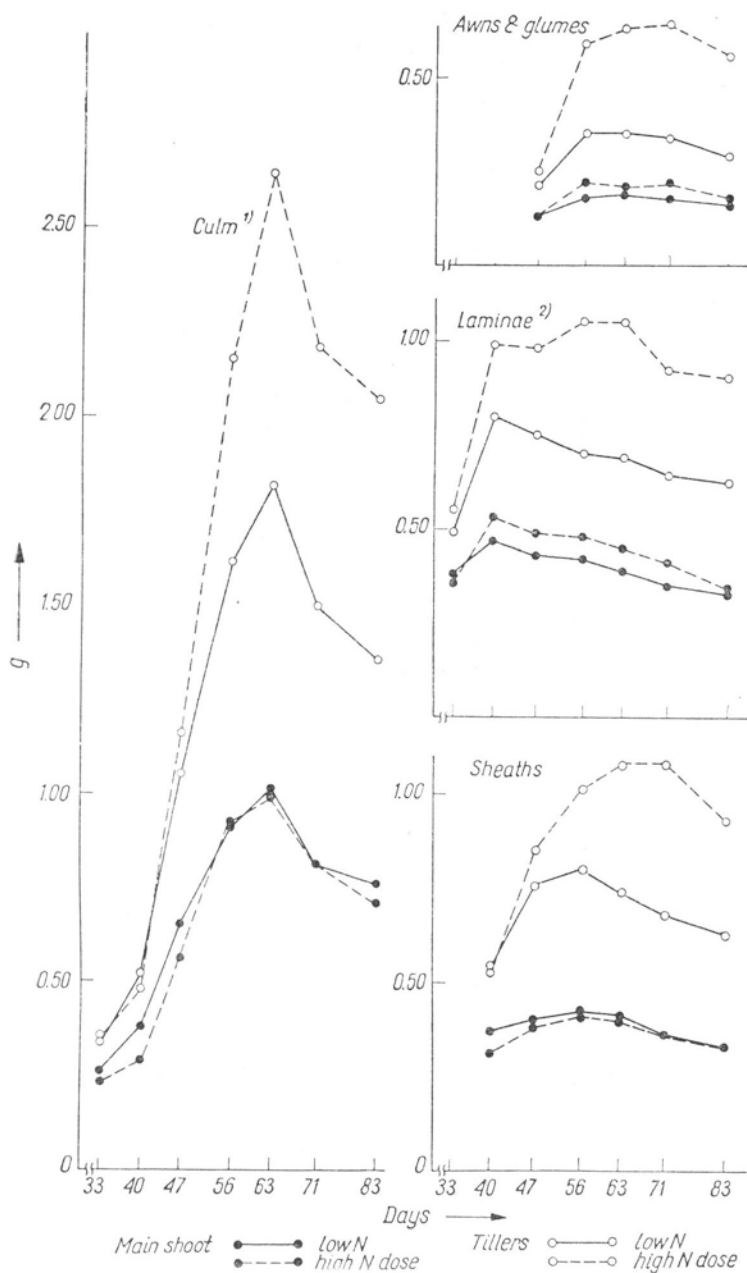 Awns & glumes
0.50
Culm 1)
2.50
2.00
1.50
1.00
0.50
0
g
Laminae 2)
1.00
0.50
Sheaths
1.00
0.50
33 40 47 56 63 71 83
33 40 47 56 63 71 83
Days
Main shoot low N
high N dose
Tillers low N
high N dose